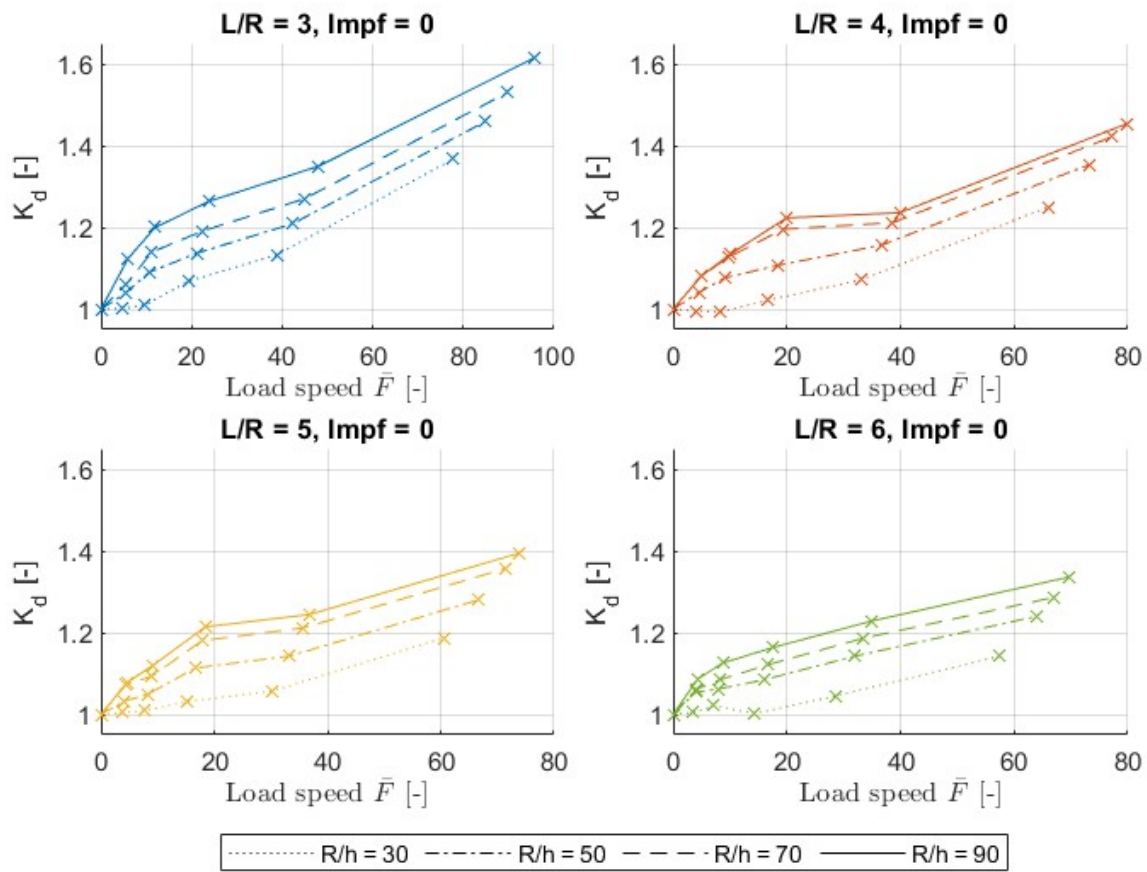 L/R = 3, Impf = 0
K_d [-]
1.6
1.4
1.2
1
0 20 40 60 80 100
Load speed F̄ [-]
L/R = 4, Impf = 0
K_d [-]
1.6
1.4
1.2
1
0 20 40 60 80
Load speed F̄ [-]
L/R = 5, Impf = 0
K_d [-]
1.6
1.4
1.2
1
0 20 40 60 80
Load speed F̄ [-]
L/R = 6, Impf = 0
K_d [-]
1.6
1.4
1.2
1
0 20 40 60 80
Load speed F̄ [-]
R/h = 30 R/h = 50 R/h = 70 R/h = 90